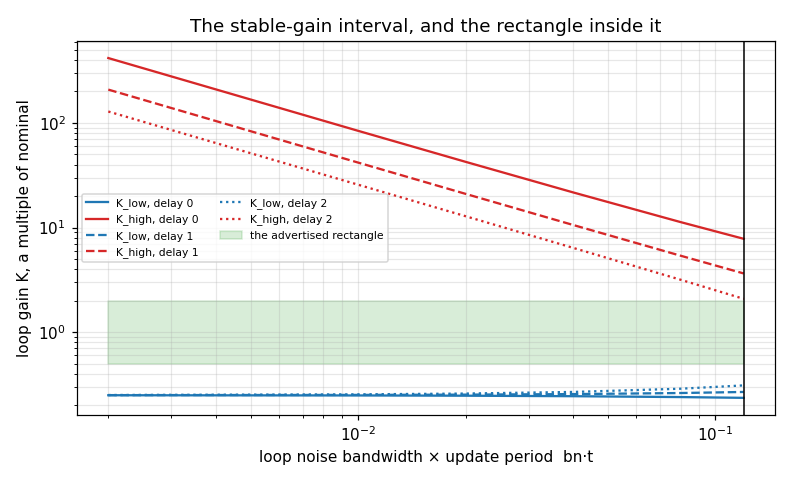 The stable-gain interval, and the rectangle inside it
loop gain K, a multiple of nominal
10²
10¹
10⁰
K_low, delay 0
K_high, delay 0
K_low, delay 1
K_high, delay 1
K_low, delay 2
K_high, delay 2
the advertised rectangle
10⁻²
10⁻¹
loop noise bandwidth × update period  bn·t